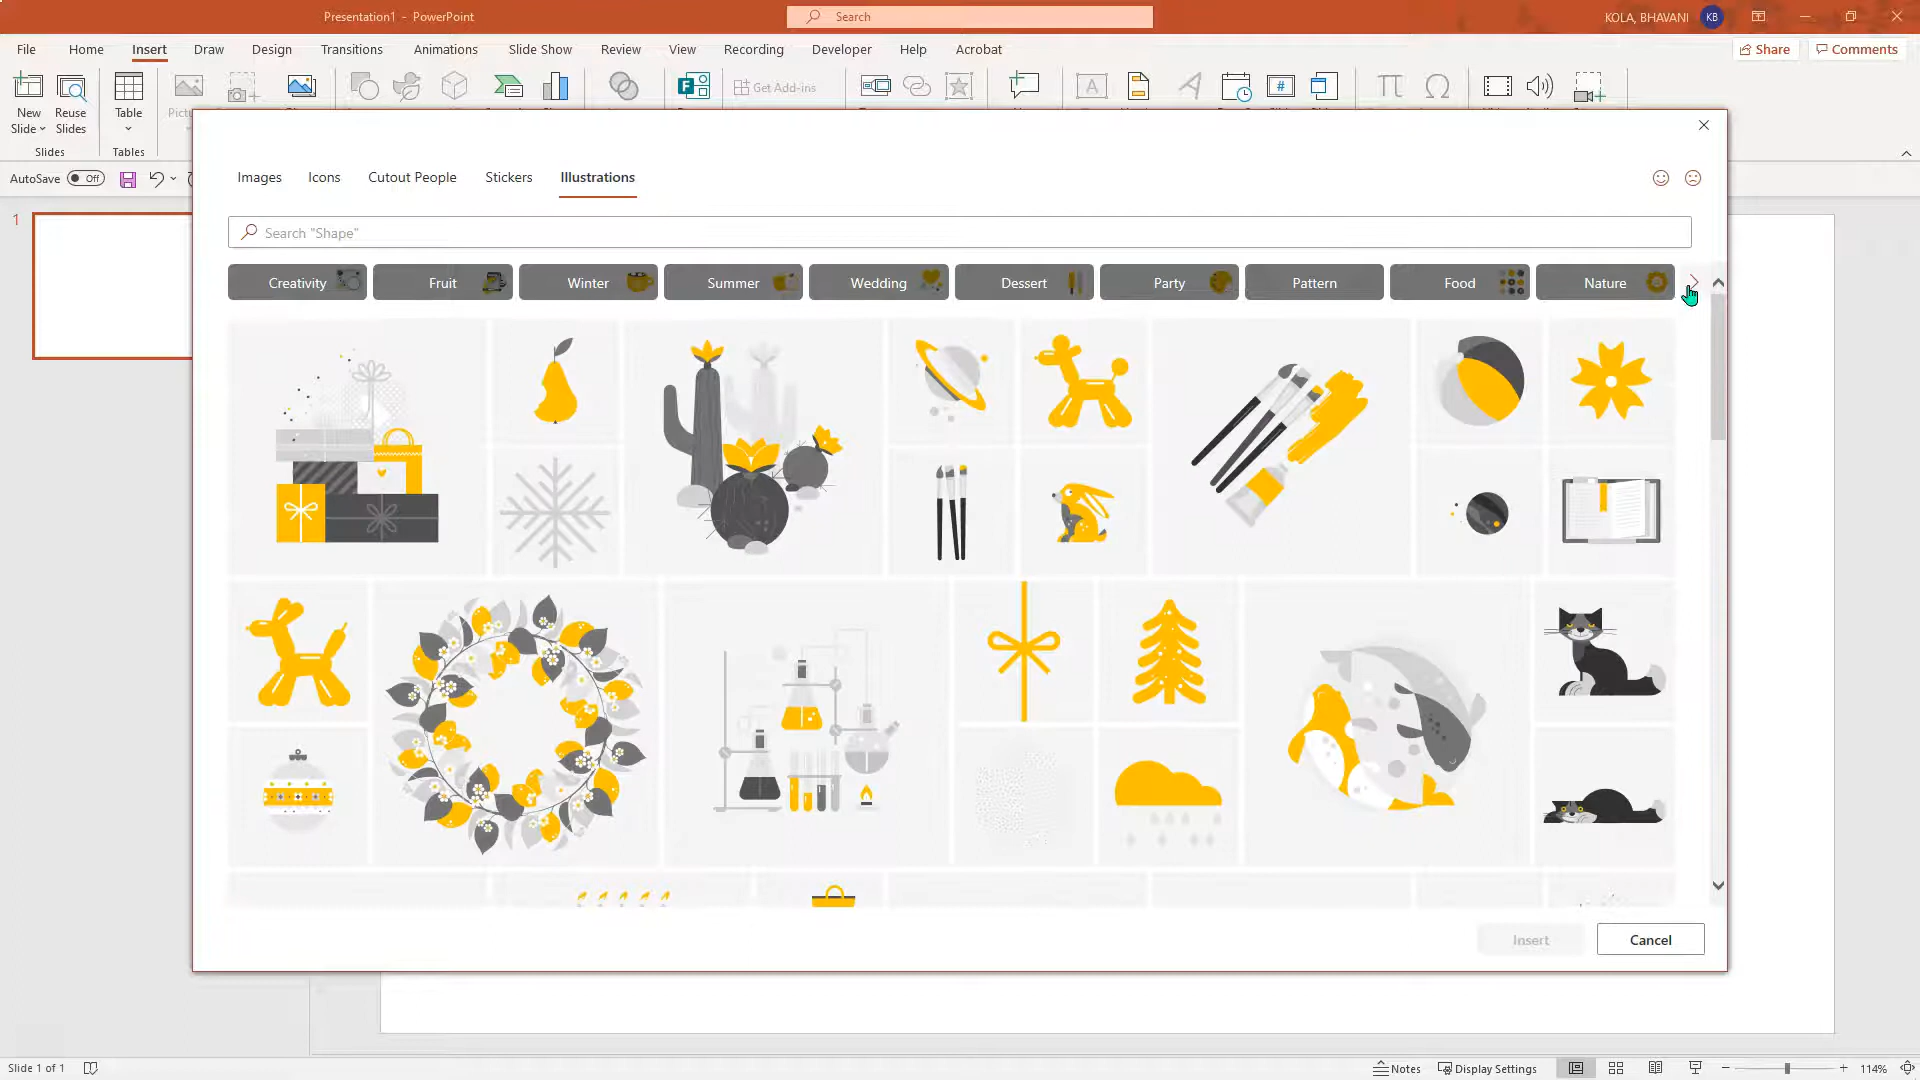 Presentation1 - PowerPoint
Search
KOLA, BHAVANI
KB
File Home Insert Draw Design Transitions Animations Slide Show Review View Recording Developer Help Acrobat
Share
Comments
New Slide
Reuse Slides
Table
Get Add-ins
Slides
Tables
AutoSave Off
1
Images Icons Cutout People Stickers Illustrations
Search "Shape"
Creativity Fruit Winter Summer Wedding Dessert Party Pattern Food Nature
Insert Cancel
Slide 1 of 1
Notes
Display Settings
114%